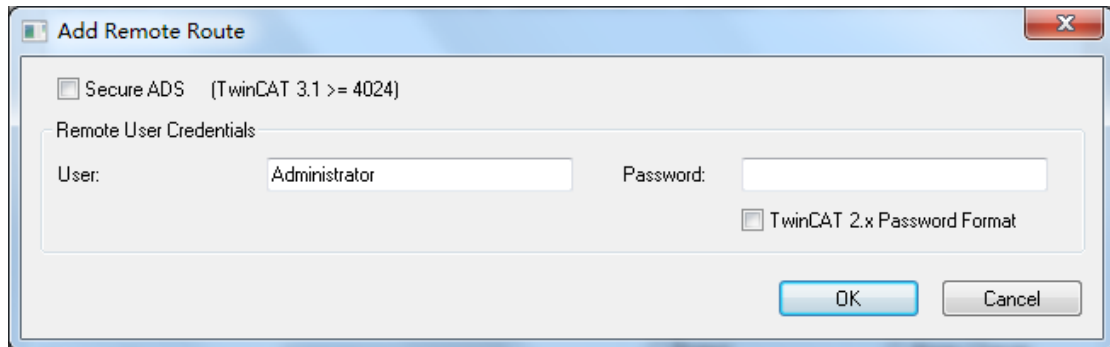 Add Remote Route
Secure ADS (TwinCAT 3.1 >= 4024)
Remote User Credentials
User: Administrator Password:
TwinCAT 2.x Password Format
OK Cancel